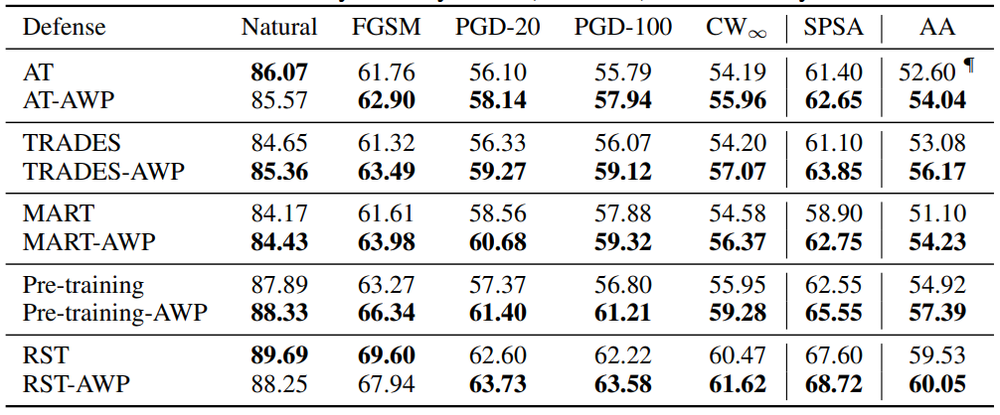 Defense Natural FGSM PGD-20 PGD-100 CW∞ SPSA AA
AT 86.07 61.76 56.10 55.79 54.19 61.40 52.60 ¶
AT-AWP 85.57 62.90 58.14 57.94 55.96 62.65 54.04
TRADES 84.65 61.32 56.33 56.07 54.20 61.10 53.08
TRADES-AWP 85.36 63.49 59.27 59.12 57.07 63.85 56.17
MART 84.17 61.61 58.56 57.88 54.58 58.90 51.10
MART-AWP 84.43 63.98 60.68 59.32 56.37 62.75 54.23
Pre-training 87.89 63.27 57.37 56.80 55.95 62.55 54.92
Pre-training-AWP 88.33 66.34 61.40 61.21 59.28 65.55 57.39
RST 89.69 69.60 62.60 62.22 60.47 67.60 59.53
RST-AWP 88.25 67.94 63.73 63.58 61.62 68.72 60.05